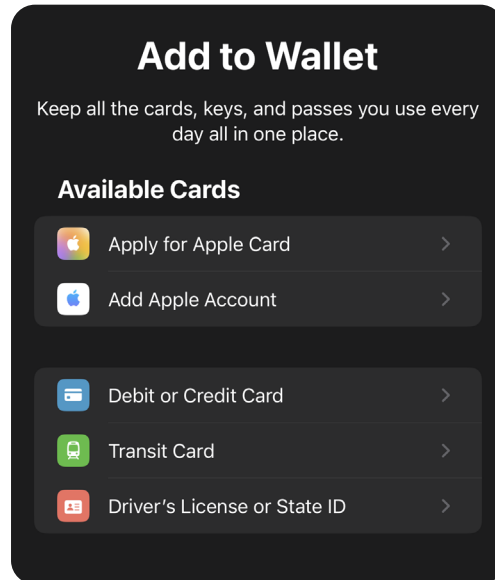 Add to Wallet
Keep all the cards, keys, and passes you use every
day all in one place.
Available Cards
Apply for Apple Card
Add Apple Account
Debit or Credit Card
Transit Card
Driver’s License or State ID